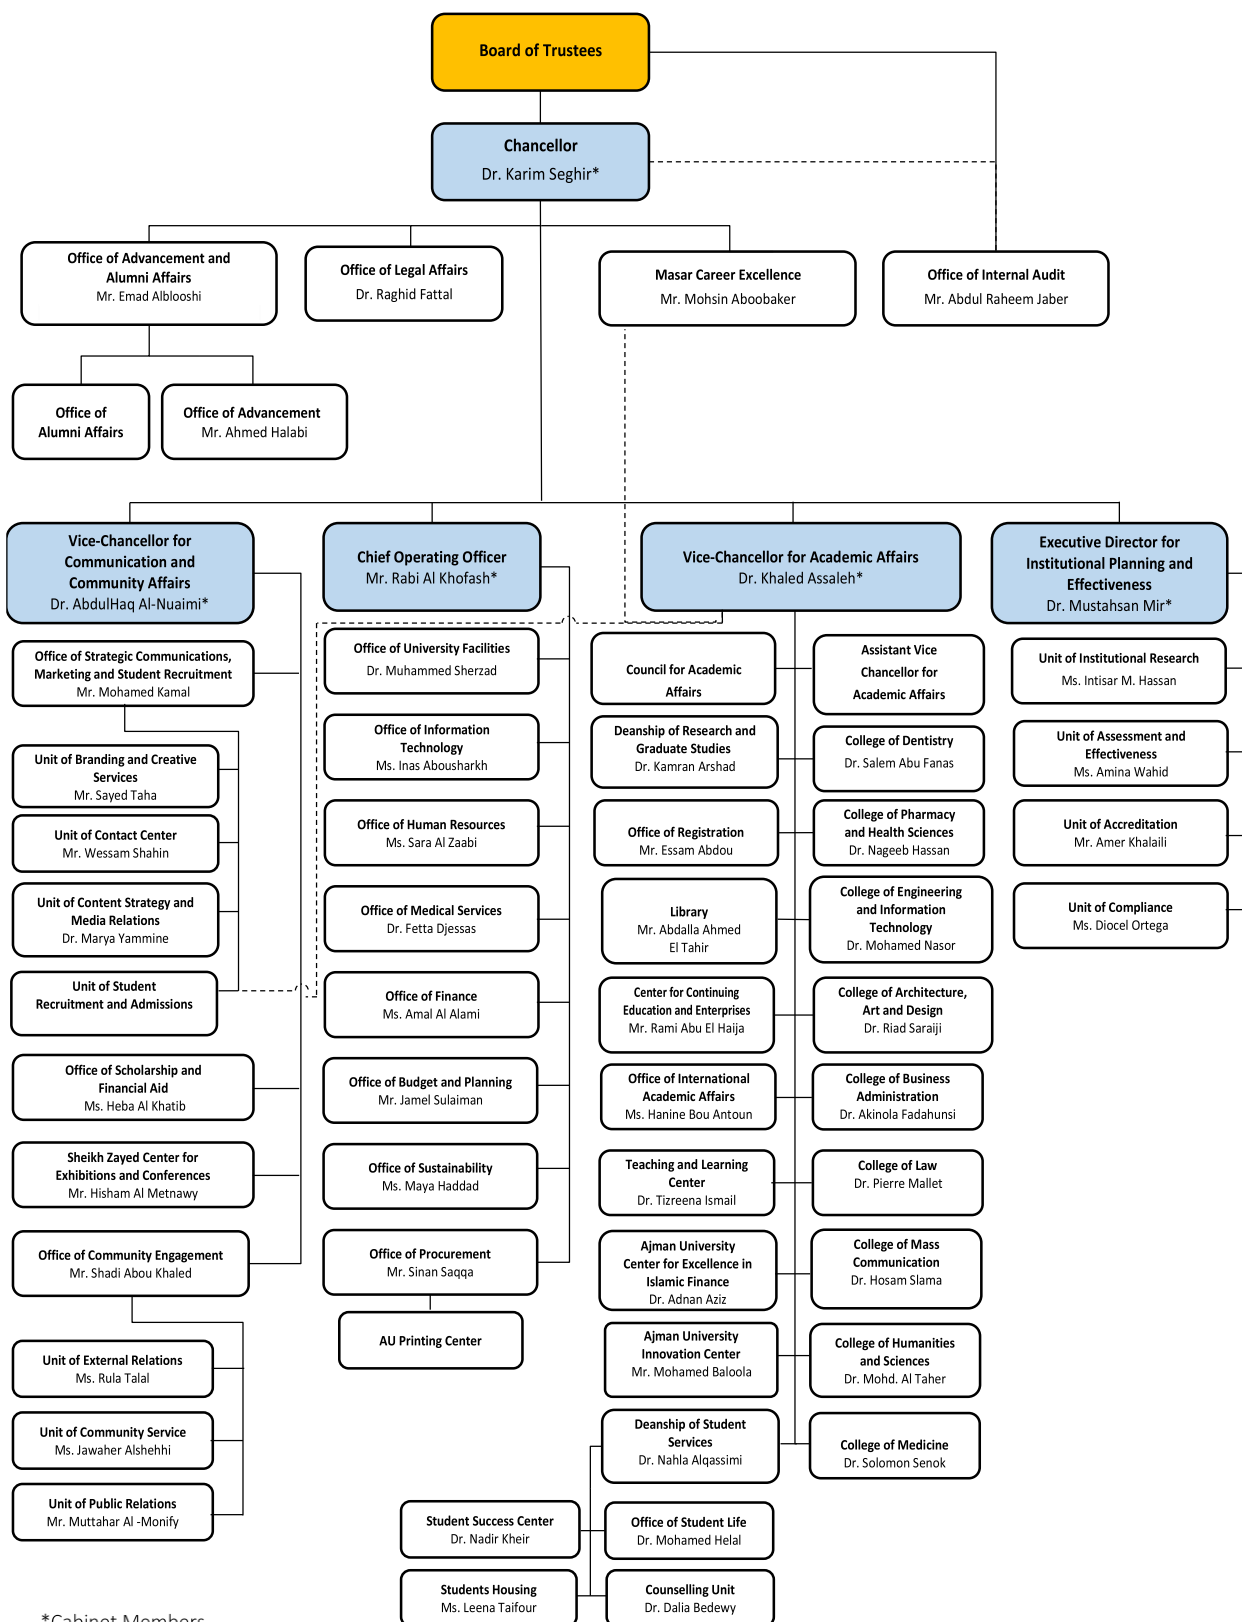 Board of Trustees
Chancellor
Dr. Karim Seghir*
Office of Advancement and
Alumni Affairs
Mr. Emad Alblooshi
Office of Legal Affairs
Dr. Raghid Fattal
Masar Career Excellence
Mr. Mohsin Aboobaker
Office of Internal Audit
Mr. Abdul Raheem Jaber
Office of
Alumni Affairs
Office of Advancement
Mr. Ahmed Halabi
Vice-Chancellor for
Communication and
Community Affairs
Dr. AbdulHaq Al-Nuaimi*
Chief Operating Officer
Mr. Rabi Al Khofash*
Vice-Chancellor for Academic Affairs
Dr. Khaled Assaleh*
Executive Director for
Institutional Planning and
Effectiveness
Dr. Mustahsan Mir*
Office of Strategic Communications,
Marketing and Student Recruitment
Mr. Mohamed Kamal
Unit of Branding and Creative
Services
Mr. Sayed Taha
Unit of Contact Center
Mr. Wessam Shahin
Unit of Content Strategy and
Media Relations
Dr. Marya Yammine
Unit of Student
Recruitment and Admissions
Office of Scholarship and
Financial Aid
Ms. Heba Al Khatib
Sheikh Zayed Center for
Exhibitions and Conferences
Mr. Hisham Al Metnawy
Office of Community Engagement
Mr. Shadi Abou Khaled
Unit of External Relations
Ms. Rula Talal
Unit of Community Service
Ms. Jawaher Alshehhi
Unit of Public Relations
Mr. Muttahar Al -Monify
Office of University Facilities
Dr. Muhammed Sherzad
Office of Information
Technology
Ms. Inas Abousharkh
Office of Human Resources
Ms. Sara Al Zaabi
Office of Medical Services
Dr. Fetta Djessas
Office of Finance
Ms. Amal Al Alami
Office of Budget and Planning
Mr. Jamel Sulaiman
Office of Sustainability
Ms. Maya Haddad
Office of Procurement
Mr. Sinan Saqqa
AU Printing Center
Council for Academic
Affairs
Assistant Vice
Chancellor for
Academic Affairs
Deanship of Research and
Graduate Studies
Dr. Kamran Arshad
College of Dentistry
Dr. Salem Abu Fanas
Office of Registration
Mr. Essam Abdou
College of Pharmacy
and Health Sciences
Dr. Nageeb Hassan
Library
Mr. Abdalla Ahmed
El Tahir
College of Engineering
and Information
Technology
Dr. Mohamed Nasor
Center for Continuing
Education and Enterprises
Mr. Rami Abu El Haija
College of Architecture,
Art and Design
Dr. Riad Saraiji
Office of International
Academic Affairs
Ms. Hanine Bou Antoun
College of Business
Administration
Dr. Akinola Fadahunsi
Teaching and Learning
Center
Dr. Tizreena Ismail
College of Law
Dr. Pierre Mallet
Ajman University
Center for Excellence in
Islamic Finance
Dr. Adnan Aziz
College of Mass
Communication
Dr. Hosam Slama
Ajman University
Innovation Center
Mr. Mohamed Baloola
College of Humanities
and Sciences
Dr. Mohd. Al Taher
Deanship of Student
Services
Dr. Nahla Alqassimi
College of Medicine
Dr. Solomon Senok
Student Success Center
Dr. Nadir Kheir
Office of Student Life
Dr. Mohamed Helal
Students Housing
Ms. Leena Taifour
Counselling Unit
Dr. Dalia Bedewy
Unit of Institutional Research
Ms. Intisar M. Hassan
Unit of Assessment and
Effectiveness
Ms. Amina Wahid
Unit of Accreditation
Mr. Amer Khalaili
Unit of Compliance
Ms. Diocel Ortega
*Cabinet Members